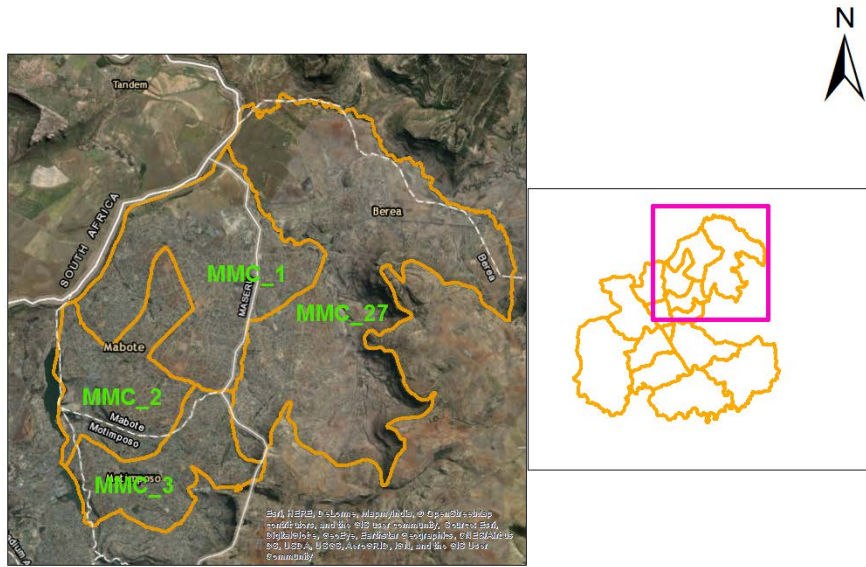 N
Tandem
SOUTH AFRICA
Berea
Berea
MMC_1
MASERU
MMC_27
Mabote
MMC_2
Mabote
Motimposo
Motimposo
MMC_3
Esri, HERE, DeLorme, MapmyIndia, © OpenStreetMap
contributors, and the GIS user community, Source: Esri,
DigitalGlobe, GeoEye, Earthstar Geographics, CNES/Airbus
DS, USDA, USGS, AeroGRID, IGN, and the GIS User
Community